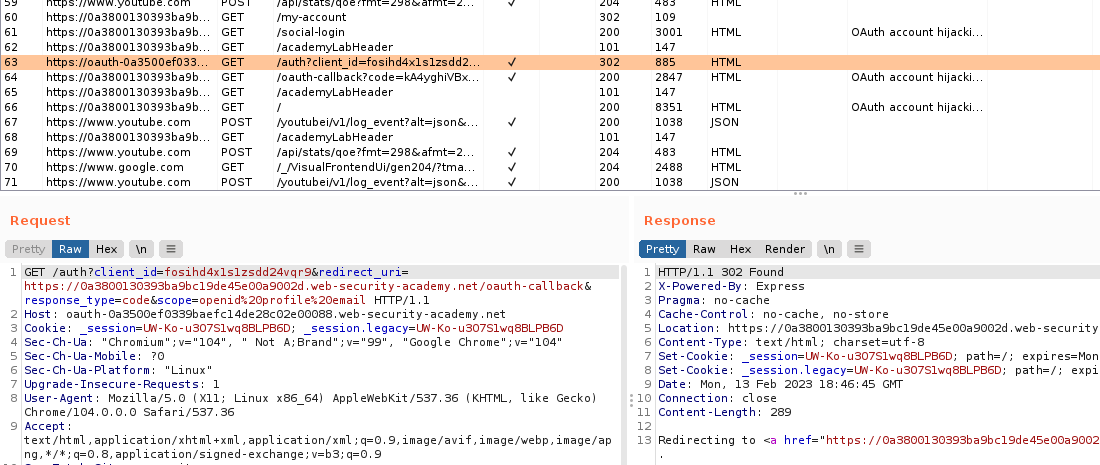 59 https://www.youtube.com POST /api/stats/qoe?fmt=298&afmt=2... ✓ 204 483 HTML
60 https://0a3800130393ba9b... GET /my-account 302 109
61 https://0a3800130393ba9b... GET /social-login 200 3001 HTML OAuth account hijacki...
62 https://0a3800130393ba9b... GET /academyLabHeader 101 147
63 https://oauth-0a3500ef033... GET /auth?client_id=fosihd4x1s1zsdd2... ✓ 302 885 HTML
64 https://0a3800130393ba9b... GET /oauth-callback?code=kA4yghiVBx... ✓ 200 2847 HTML OAuth account hijacki...
65 https://0a3800130393ba9b... GET /academyLabHeader 101 147
66 https://0a3800130393ba9b... GET / 200 8351 HTML OAuth account hijacki...
67 https://www.youtube.com POST /youtubei/v1/log_event?alt=json&... ✓ 200 1038 JSON
68 https://0a3800130393ba9b... GET /academyLabHeader 101 147
69 https://www.youtube.com POST /api/stats/qoe?fmt=298&afmt=2... ✓ 204 483 HTML
70 https://www.google.com GET /_/VisualFrontendUi/gen204/?tma... ✓ 204 2488 HTML
71 https://www.youtube.com POST /youtubei/v1/log_event?alt=json&... ✓ 200 1038 JSON
Request
Pretty Raw Hex \n
1 GET /auth?client_id=fosihd4x1s1zsdd24vqr9&redirect_uri=
https://0a3800130393ba9bc19de45e00a9002d.web-security-academy.net/oauth-callback&
response_type=code&scope=openid%20profile%20email HTTP/1.1
2 Host: oauth-0a3500ef0339baefc14de28c02e00088.web-security-academy.net
3 Cookie: _session=UW-Ko-u307S1wq8BLPB6D; _session.legacy=UW-Ko-u307S1wq8BLPB6D
4 Sec-Ch-Ua: "Chromium";v="104", " Not A;Brand";v="99", "Google Chrome";v="104"
5 Sec-Ch-Ua-Mobile: ?0
6 Sec-Ch-Ua-Platform: "Linux"
7 Upgrade-Insecure-Requests: 1
8 User-Agent: Mozilla/5.0 (X11; Linux x86_64) AppleWebKit/537.36 (KHTML, like Gecko)
Chrome/104.0.0.0 Safari/537.36
9 Accept:
text/html,application/xhtml+xml,application/xml;q=0.9,image/avif,image/webp,image/ap
ng,*/*;q=0.8,application/signed-exchange;v=b3;q=0.9
Response
Pretty Raw Hex Render \n
1 HTTP/1.1 302 Found
2 X-Powered-By: Express
3 Pragma: no-cache
4 Cache-Control: no-cache, no-store
5 Location: https://0a3800130393ba9bc19de45e00a9002d.web-security
6 Content-Type: text/html; charset=utf-8
7 Set-Cookie: _session=UW-Ko-u307S1wq8BLPB6D; path=/; expires=Mon
8 Set-Cookie: _session.legacy=UW-Ko-u307S1wq8BLPB6D; path=/; expi
9 Date: Mon, 13 Feb 2023 18:46:45 GMT
10 Connection: close
11 Content-Length: 289
12
13 Redirecting to <a href="https://0a3800130393ba9bc19de45e00a9002
.